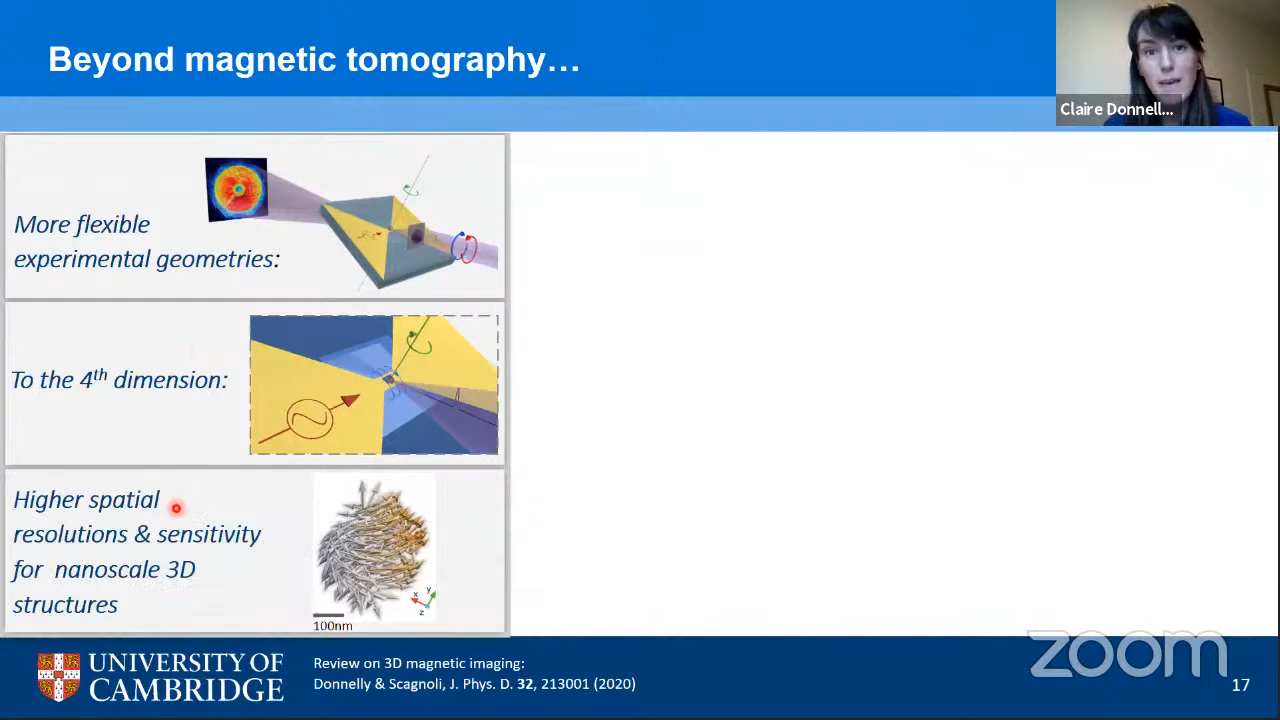 Beyond magnetic tomography…
Claire Donnell...
More flexible
experimental geometries:
To the 4th dimension:
Higher spatial
resolutions & sensitivity
for nanoscale 3D
structures
x
y
z
100nm
UNIVERSITY OF
CAMBRIDGE
Review on 3D magnetic imaging:
Donnelly & Scagnoli, J. Phys. D. 32, 213001 (2020)
zoom
17